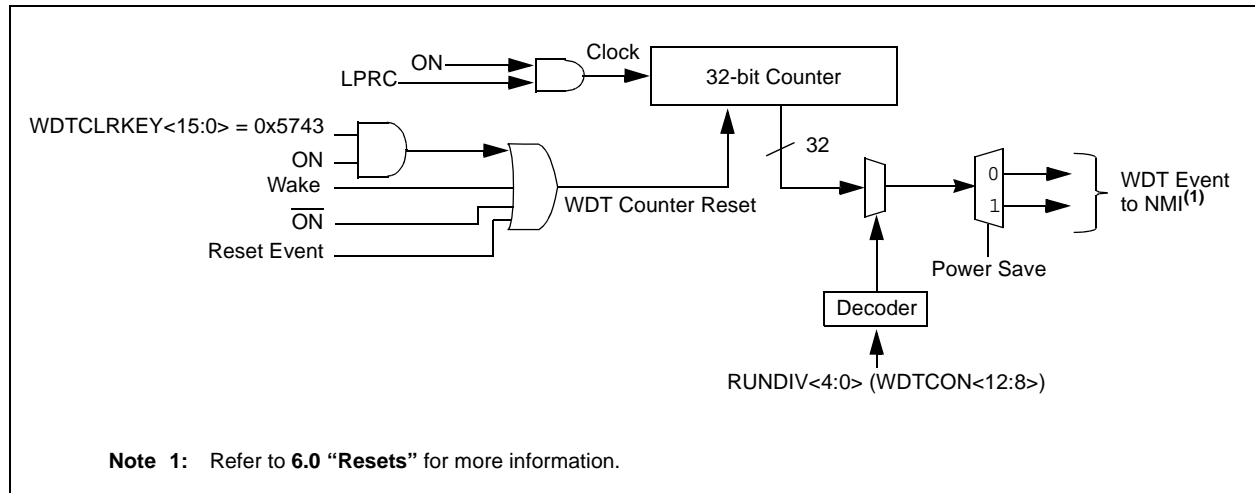 ON
LPRC
Clock
32-bit Counter
WDTCLRKEY<15:0> = 0x5743
ON
Wake
O̅N̅
Reset Event
WDT Counter Reset
32
0
1
WDT Event
to NMI(1)
Power Save
Decoder
RUNDIV<4:0> (WDTCON<12:8>)
Note 1: Refer to 6.0 “Resets” for more information.